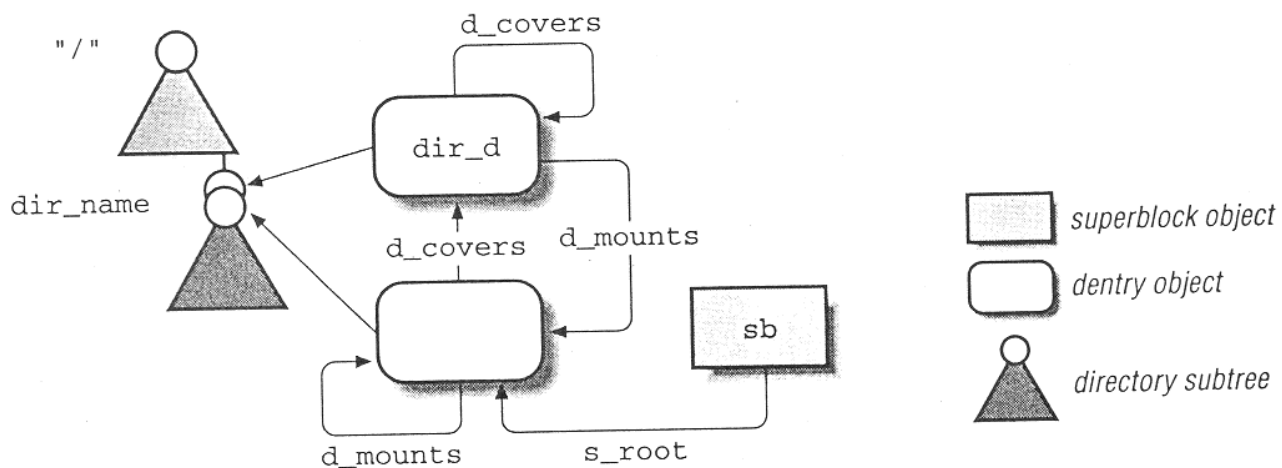 "/"
d_covers
dir_d
dir_name
d_covers
d_mounts
sb
d_mounts
s_root
superblock object
dentry object
directory subtree